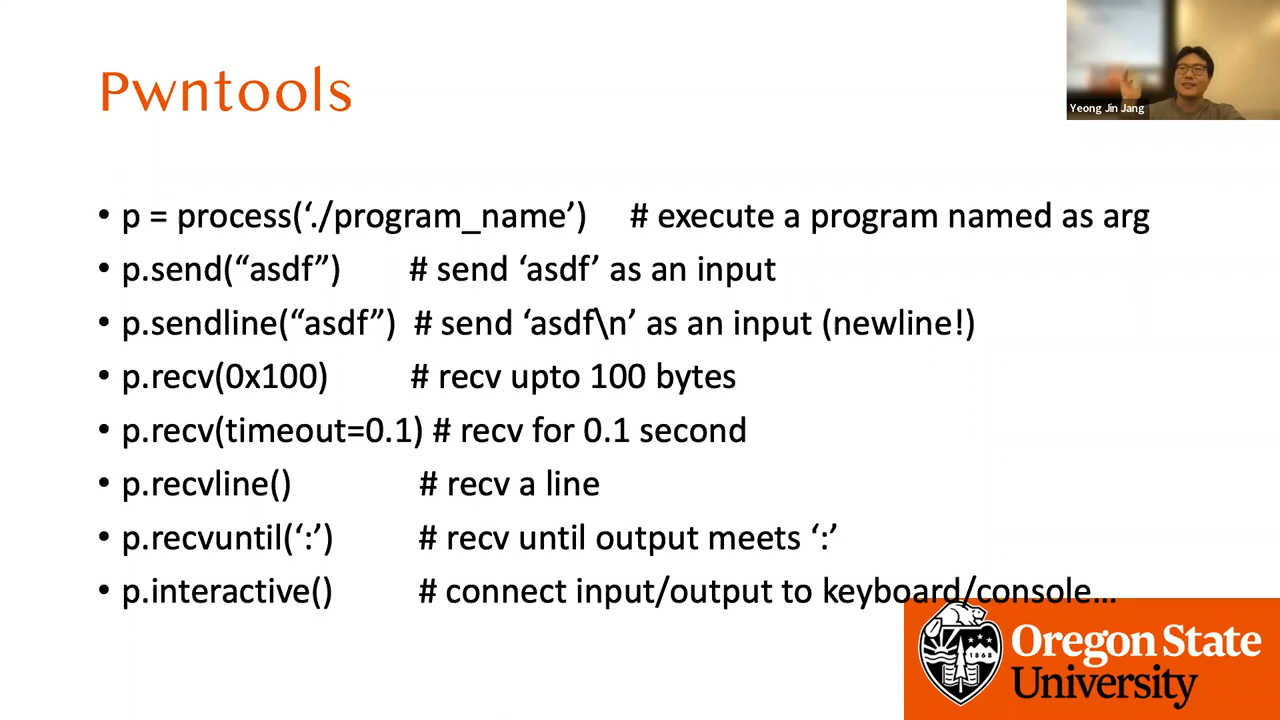 Pwntools
Yeong Jin Jang
• p = process(‘./program_name’) # execute a program named as arg
• p.send(“asdf”) # send ‘asdf’ as an input
• p.sendline(“asdf”) # send ‘asdf\n’ as an input (newline!)
• p.recv(0x100) # recv upto 100 bytes
• p.recv(timeout=0.1) # recv for 0.1 second
• p.recvline() # recv a line
• p.recvuntil(‘:’) # recv until output meets ‘:’
• p.interactive() # connect input/output to keyboard/console…
1868
Oregon State
University